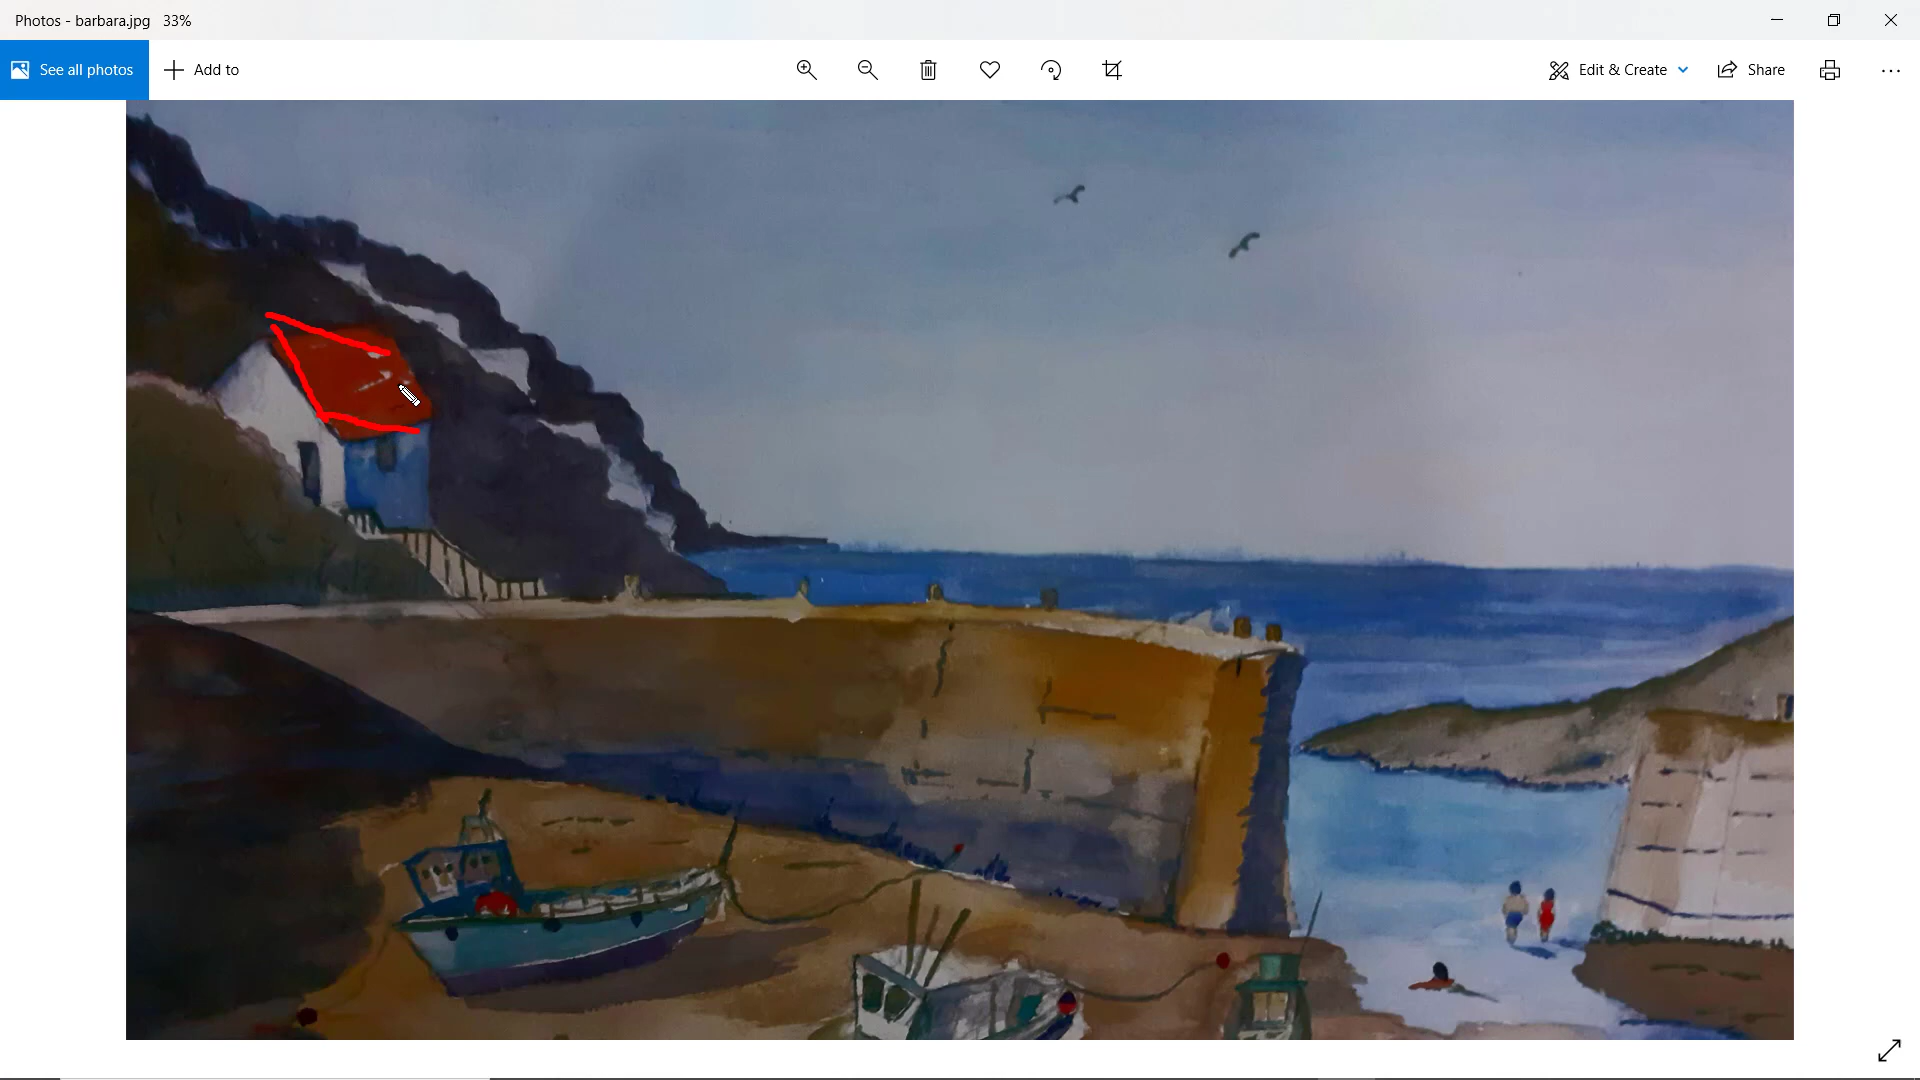 Photos - barbara.jpg 33%
See all photos
Add to
Edit & Create
Share